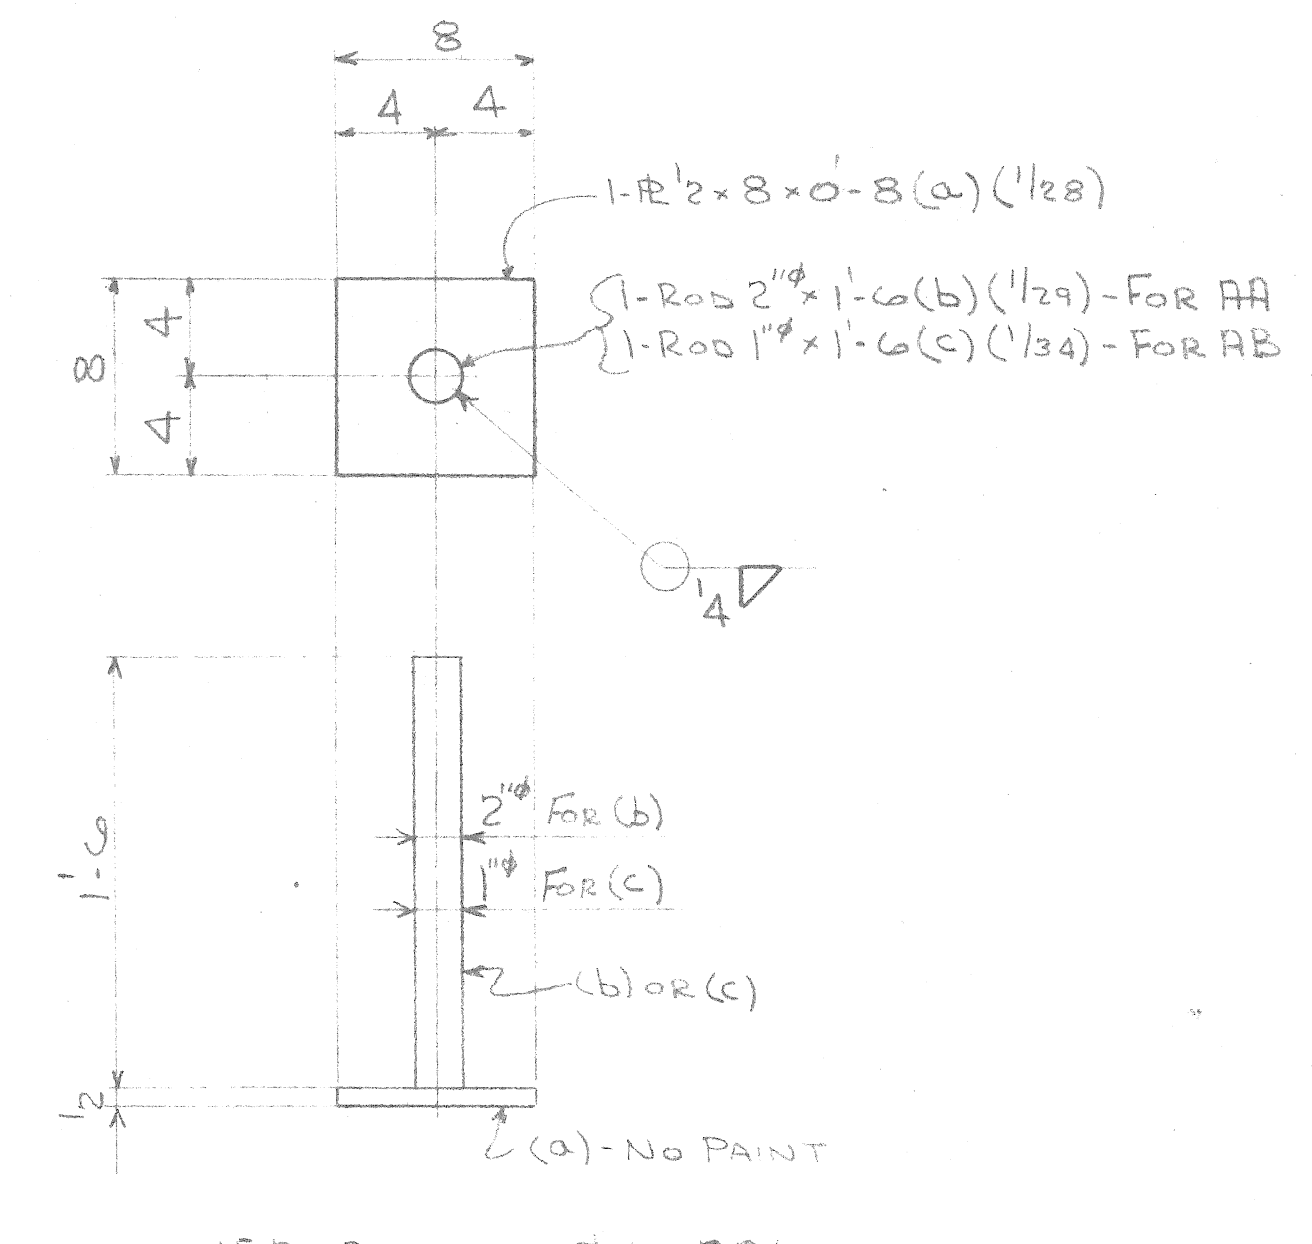 8
4 4
1-PL 1/2 x 8 x 0'-8 (a) (1/28)
1-ROD 2"ø x 1'-6 (b) (1/29) - FOR AA
1-ROD 1"ø x 1'-6 (c) (1/34) - FOR AB
4
8
4
1/4
2"ø FOR (b)
1'-6
1"ø FOR (c)
(b) OR (c)
1/2
(a) - NO PAINT